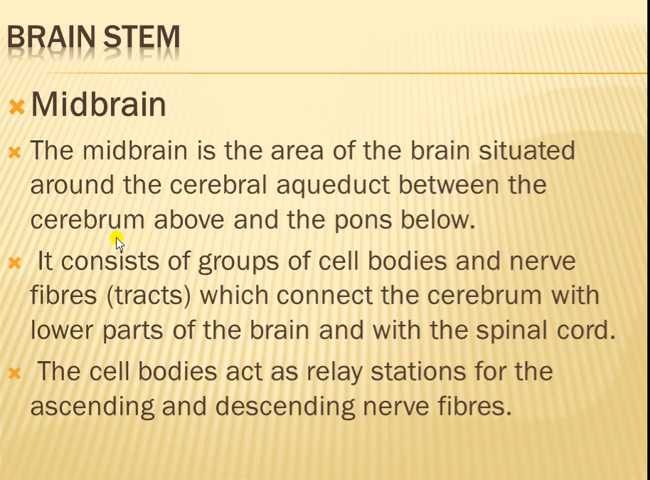 BRAIN STEM
Midbrain
The midbrain is the area of the brain situated
around the cerebral aqueduct between the
cerebrum above and the pons below.
It consists of groups of cell bodies and nerve
fibres (tracts) which connect the cerebrum with
lower parts of the brain and with the spinal cord.
The cell bodies act as relay stations for the
ascending and descending nerve fibres.